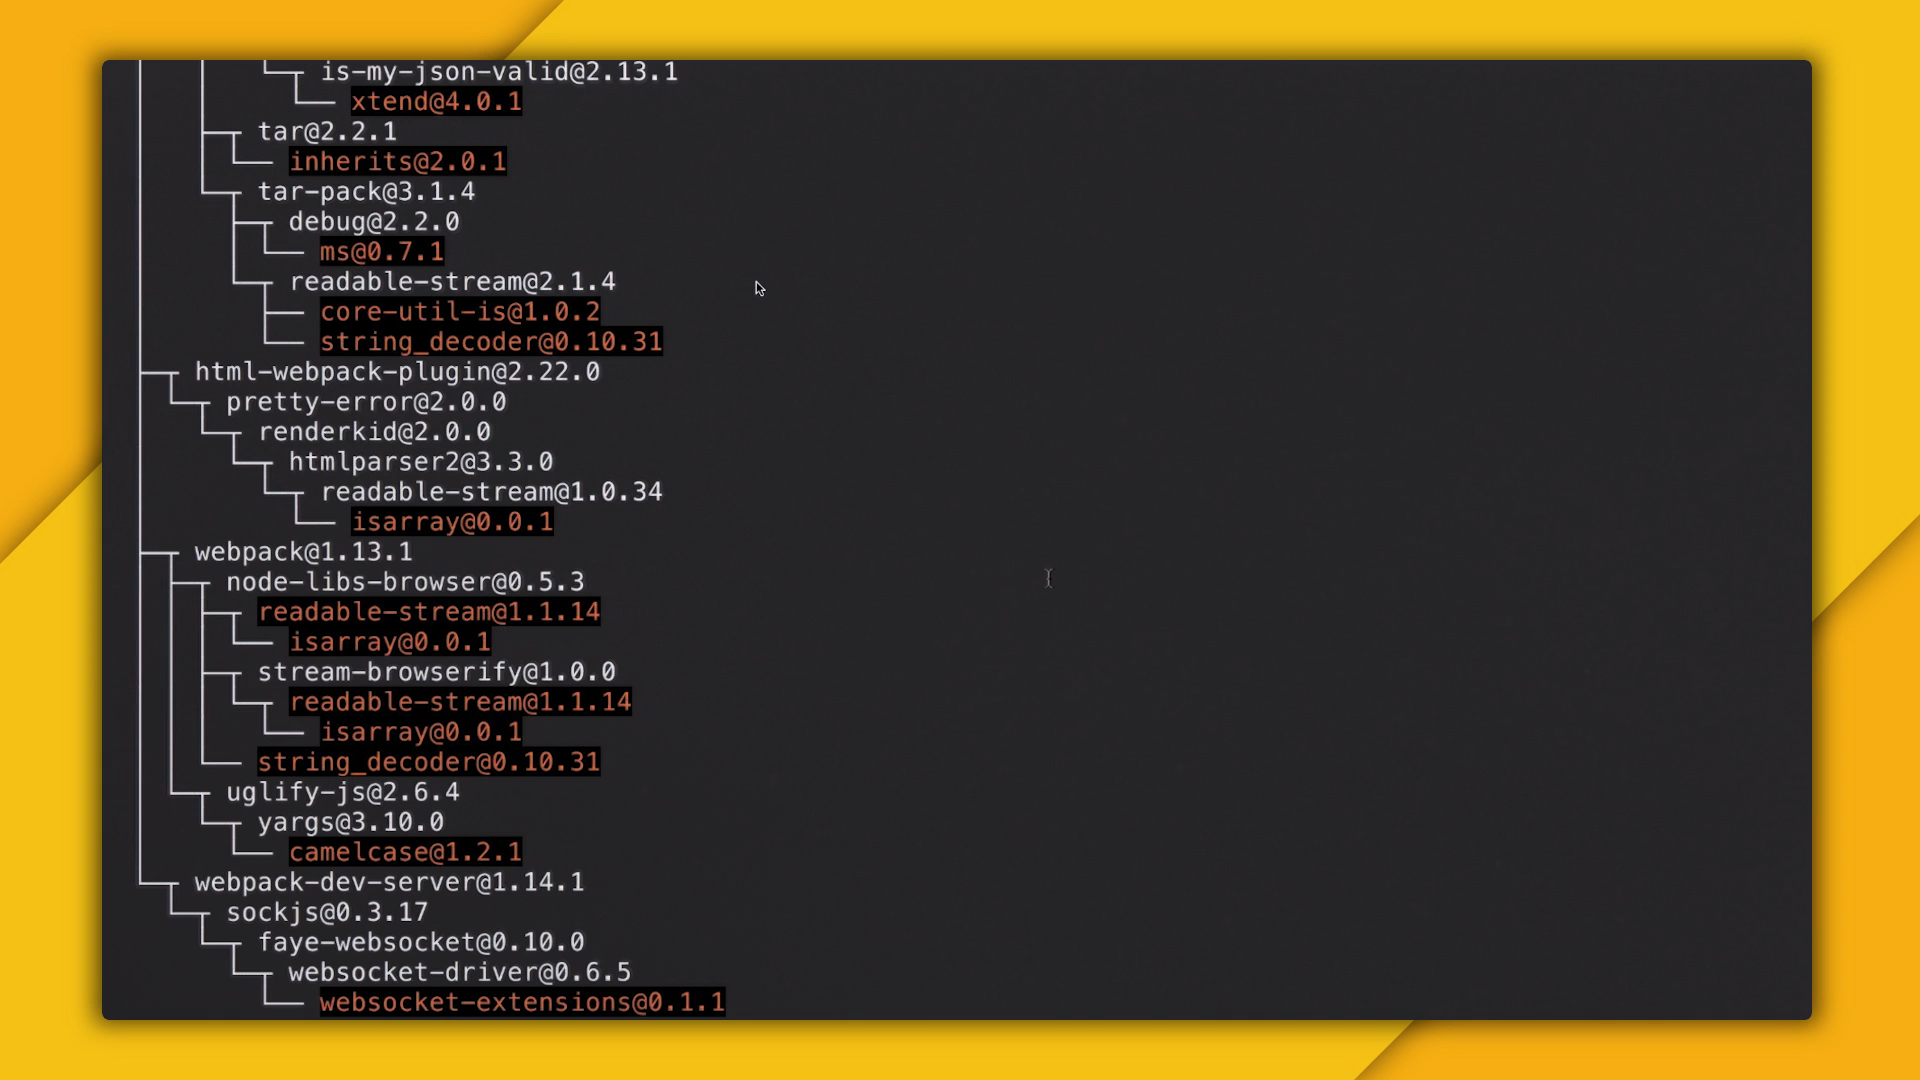 is-my-json-valid@2.13.1
xtend@4.0.1
tar@2.2.1
inherits@2.0.1
tar-pack@3.1.4
debug@2.2.0
ms@0.7.1
readable-stream@2.1.4
core-util-is@1.0.2
string_decoder@0.10.31
html-webpack-plugin@2.22.0
pretty-error@2.0.0
renderkid@2.0.0
htmlparser2@3.3.0
readable-stream@1.0.34
isarray@0.0.1
webpack@1.13.1
node-libs-browser@0.5.3
readable-stream@1.1.14
isarray@0.0.1
stream-browserify@1.0.0
readable-stream@1.1.14
isarray@0.0.1
string_decoder@0.10.31
uglify-js@2.6.4
yargs@3.10.0
camelcase@1.2.1
webpack-dev-server@1.14.1
sockjs@0.3.17
faye-websocket@0.10.0
websocket-driver@0.6.5
websocket-extensions@0.1.1